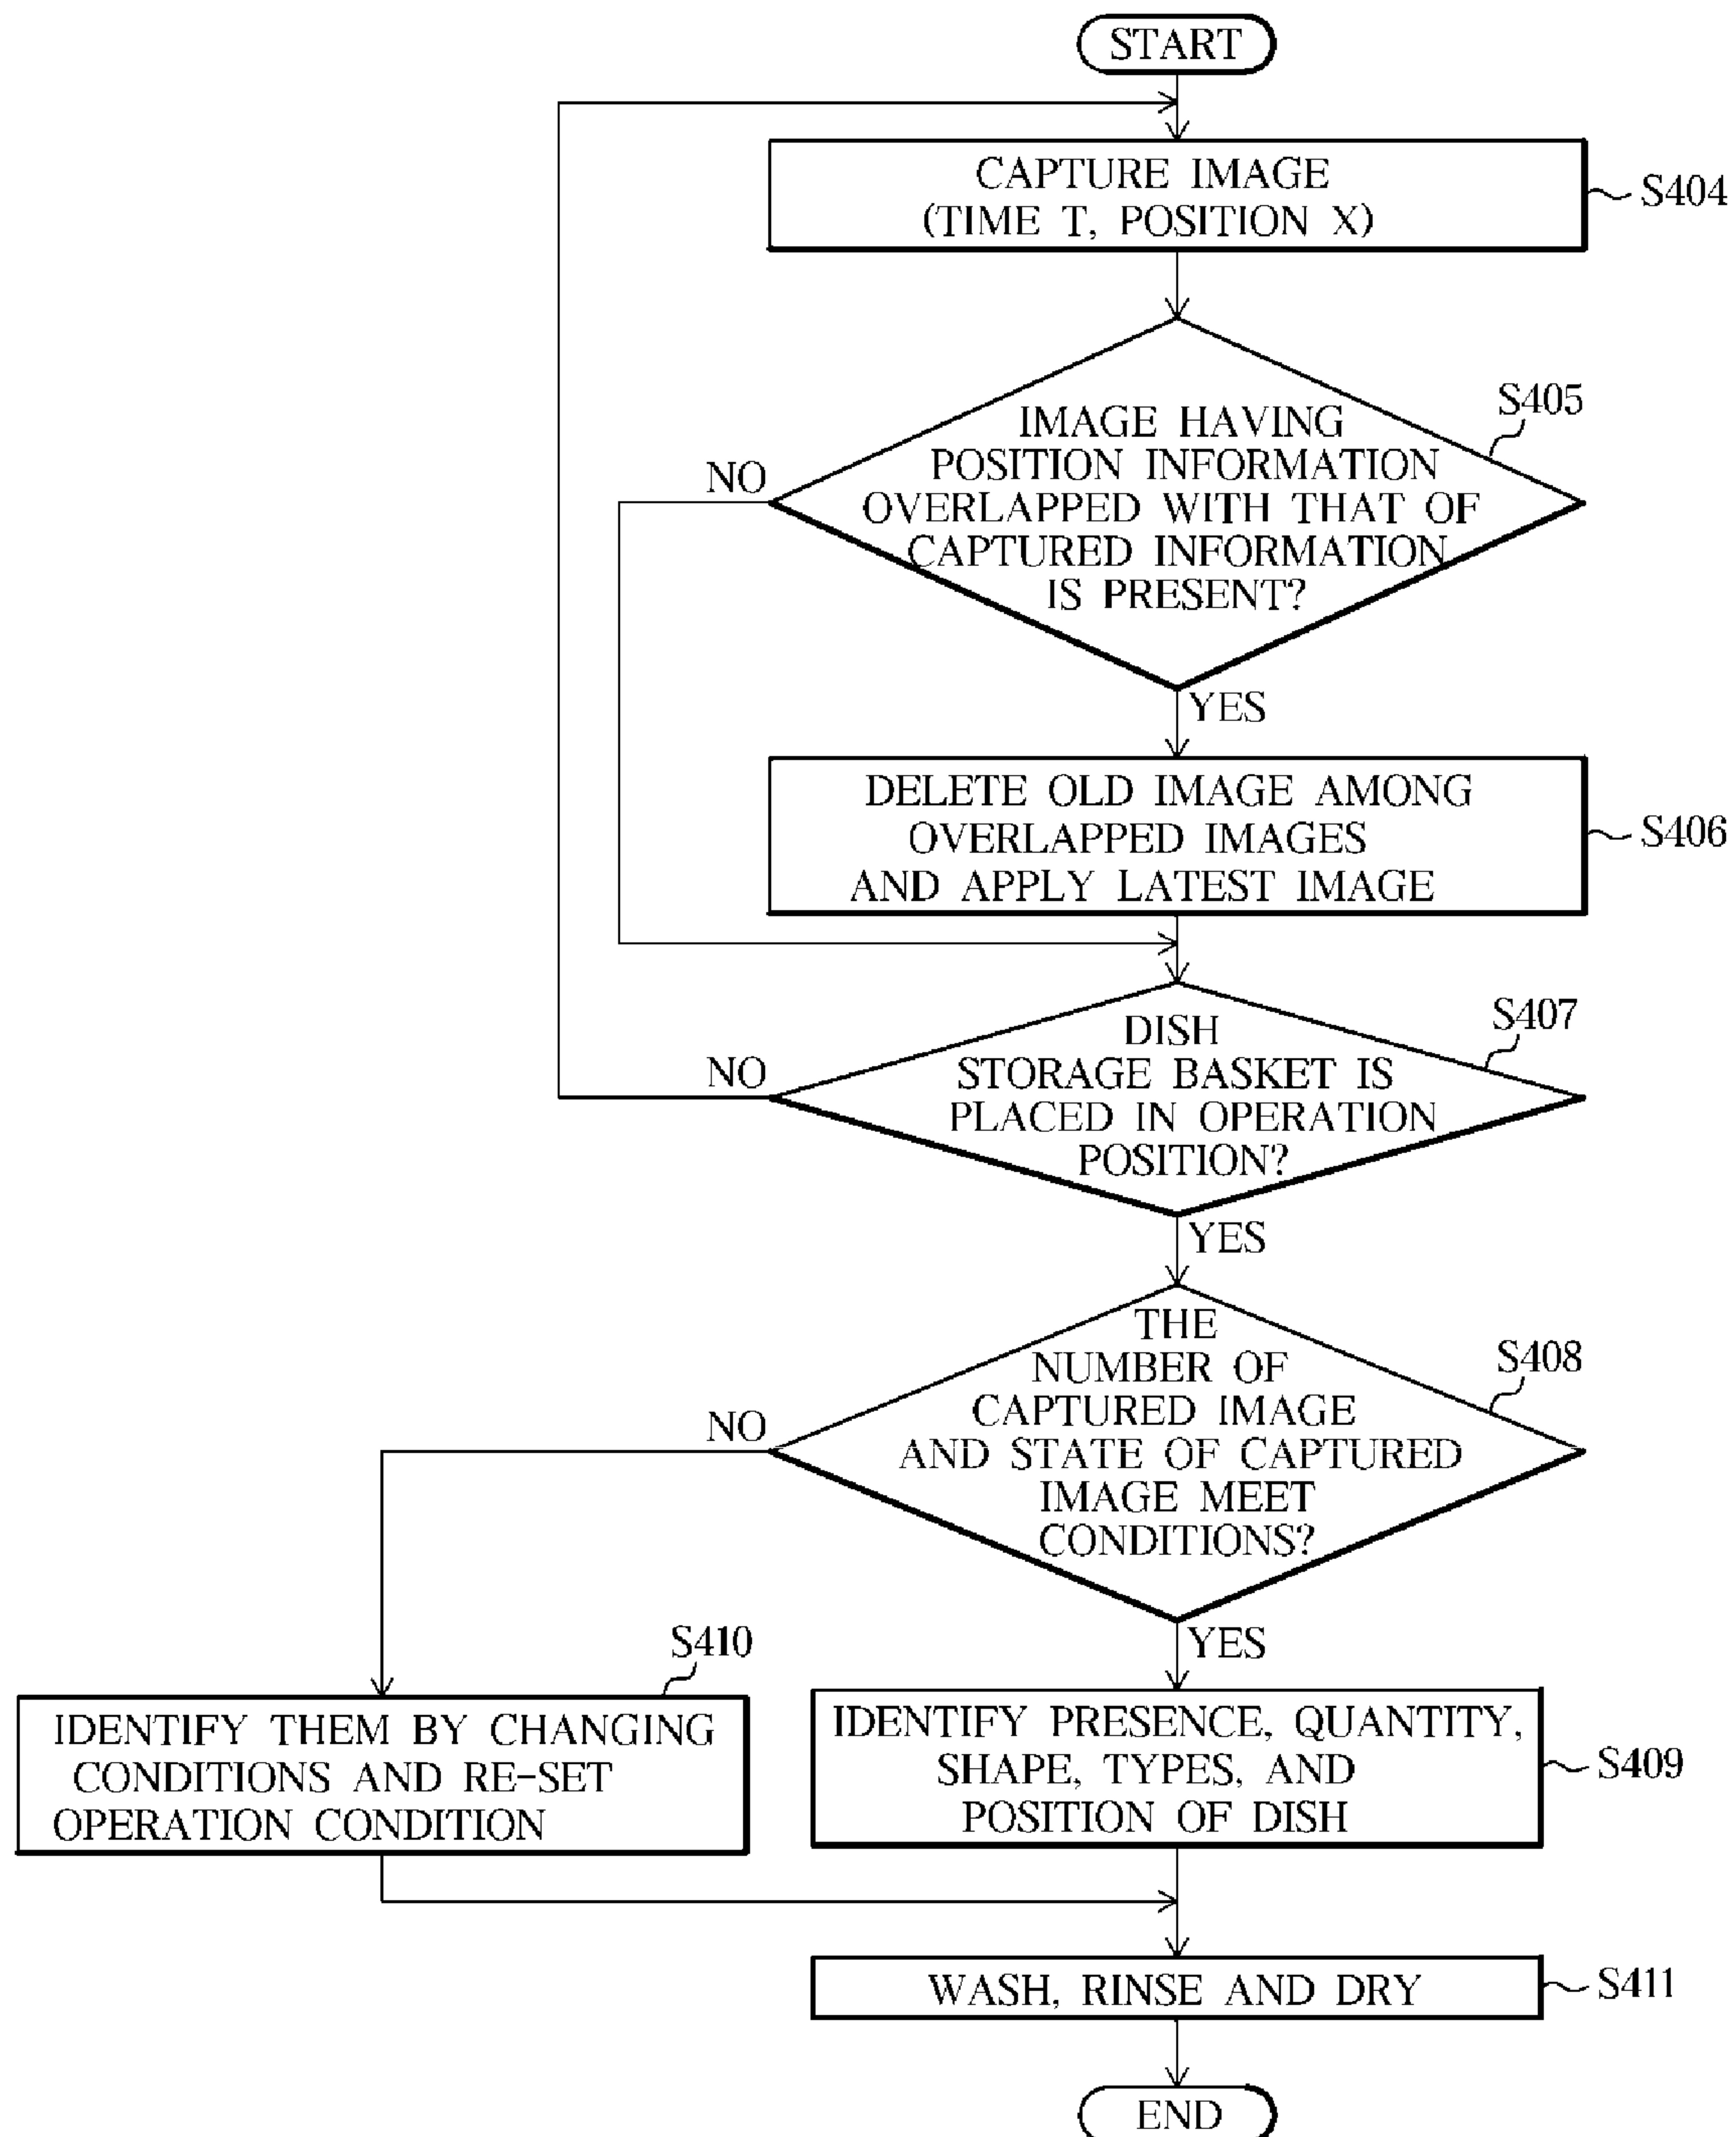 START
CAPTURE IMAGE
(TIME T, POSITION X)
S404
S405
IMAGE HAVING
POSITION INFORMATION
OVERLAPPED WITH THAT OF
CAPTURED INFORMATION
IS PRESENT?
NO
YES
DELETE OLD IMAGE AMONG
OVERLAPPED IMAGES
AND APPLY LATEST IMAGE
S406
S407
DISH
STORAGE BASKET IS
PLACED IN OPERATION
POSITION?
NO
YES
S408
THE
NUMBER OF
CAPTURED IMAGE
AND STATE OF CAPTURED
IMAGE MEET
CONDITIONS?
NO
YES
S410
IDENTIFY THEM BY CHANGING
CONDITIONS AND RE-SET
OPERATION CONDITION
IDENTIFY PRESENCE, QUANTITY,
SHAPE, TYPES, AND
POSITION OF DISH
S409
WASH, RINSE AND DRY
S411
END